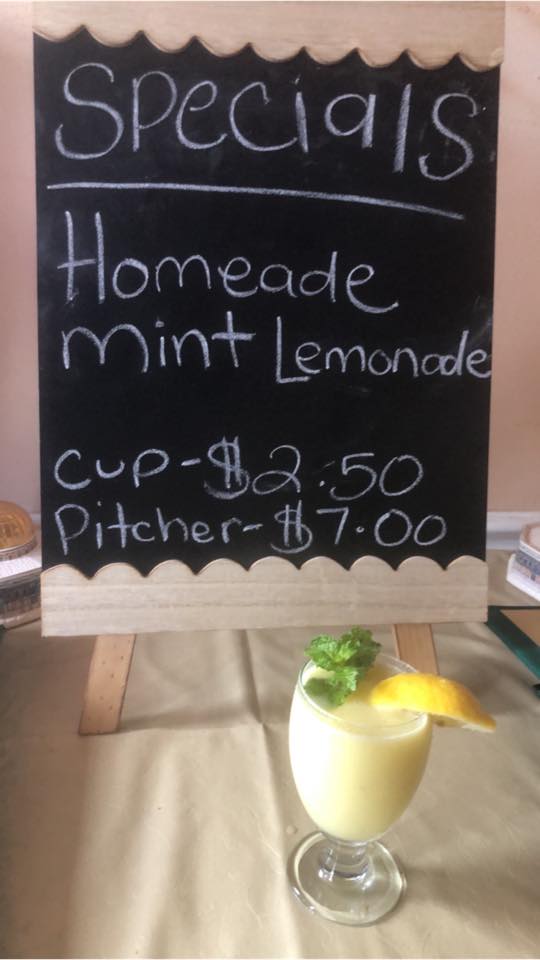 Specials
Homeade
mint Lemonade
Cup-$2.50
Pitcher-$7.00